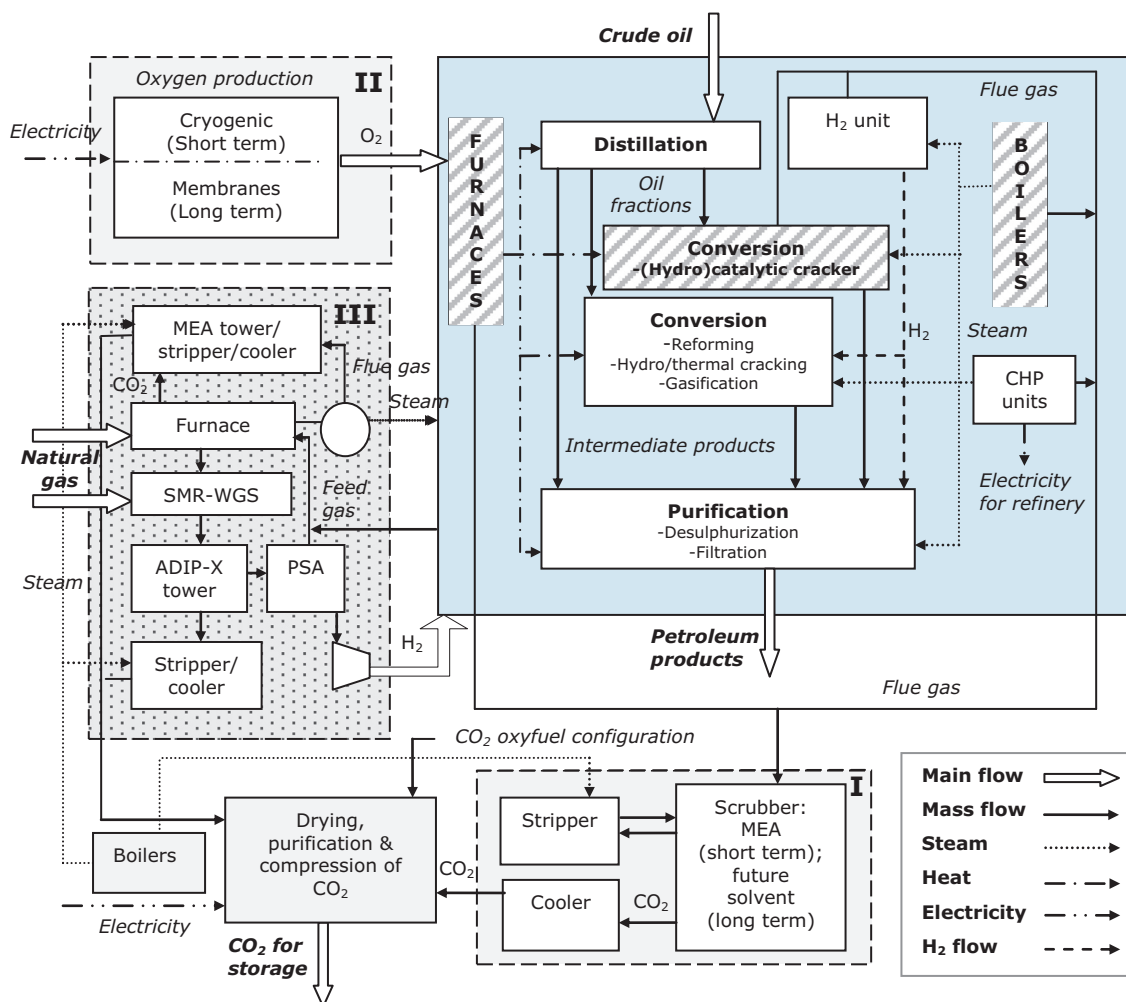 Crude oil
Oxygen production
II
Electricity
Cryogenic
(Short term)
Membranes
(Long term)
O2
FURNACES
Distillation
Oil
fractions
H2 unit
Flue gas
BOILERS
Conversion
-(Hydro)catalytic cracker
Conversion
-Reforming
-Hydro/thermal cracking
-Gasification
H2
Steam
CHP
units
Electricity
for refinery
Intermediate products
Purification
-Desulphurization
-Filtration
III
MEA tower/
stripper/cooler
CO2
Flue gas
Steam
Furnace
Natural
gas
SMR-WGS
Feed
gas
ADIP-X
tower
PSA
Steam
Stripper/
cooler
H2
Petroleum
products
Flue gas
CO2 oxyfuel configuration
I
Drying,
purification &
compression of
CO2
Boilers
Electricity
CO2 for
storage
Stripper
Cooler
CO2
CO2
Scrubber:
MEA
(short term);
future
solvent
(long term)
Main flow
Mass flow
Steam
Heat
Electricity
H2 flow